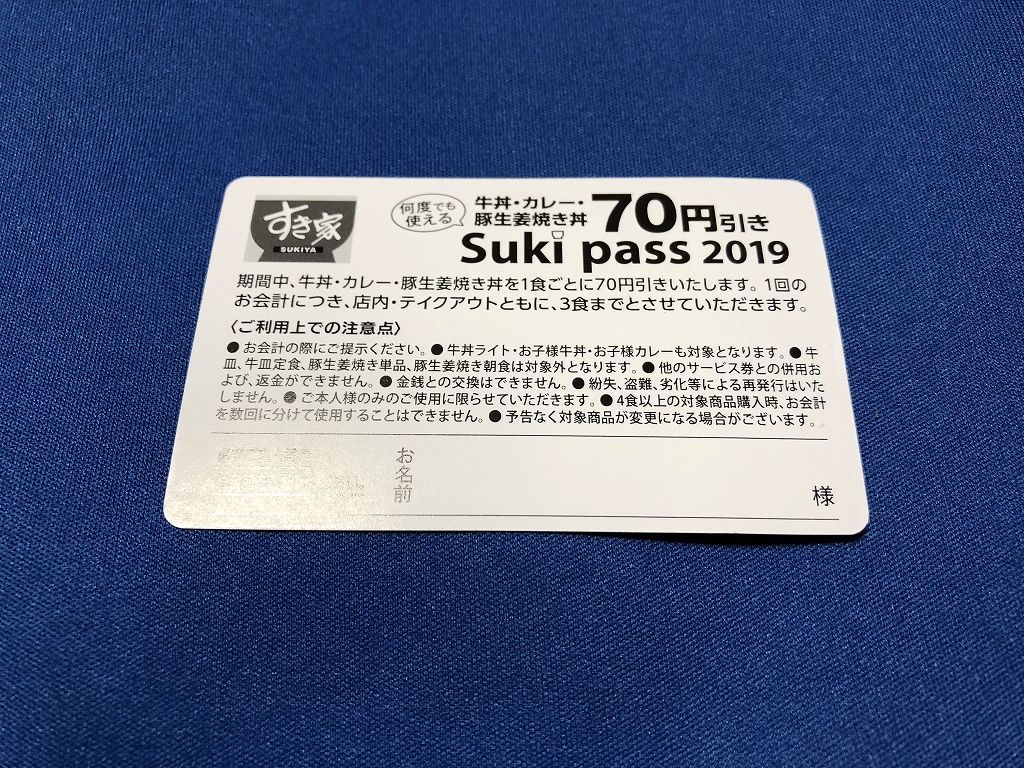 すき家
SUKIYA
何度でも
使える
牛丼・カレー・
豚生姜焼き丼
70円引き
Suki pass 2019
期間中、牛丼・カレー・豚生姜焼き丼を1食ごとに70円引きいたします。1回の
お会計につき、店内・テイクアウトともに、3食までとさせていただきます。
〈ご利用上での注意点〉
●お会計の際にご提示ください。●牛丼ライト・お子様牛丼・お子様カレーも対象となります。●牛
皿、牛皿定食、豚生姜焼き単品、豚生姜焼き朝食は対象外となります。●他のサービス券との併用お
よび、返金ができません。●金銭との交換はできません。●紛失、盗難、劣化等による再発行はいた
しません。●ご本人様のみのご使用に限らせていただきます。●4食以上の対象商品購入時、お会計
を数回に分けて使用することはできません。●予告なく対象商品が変更になる場合がございます。
お名前
様